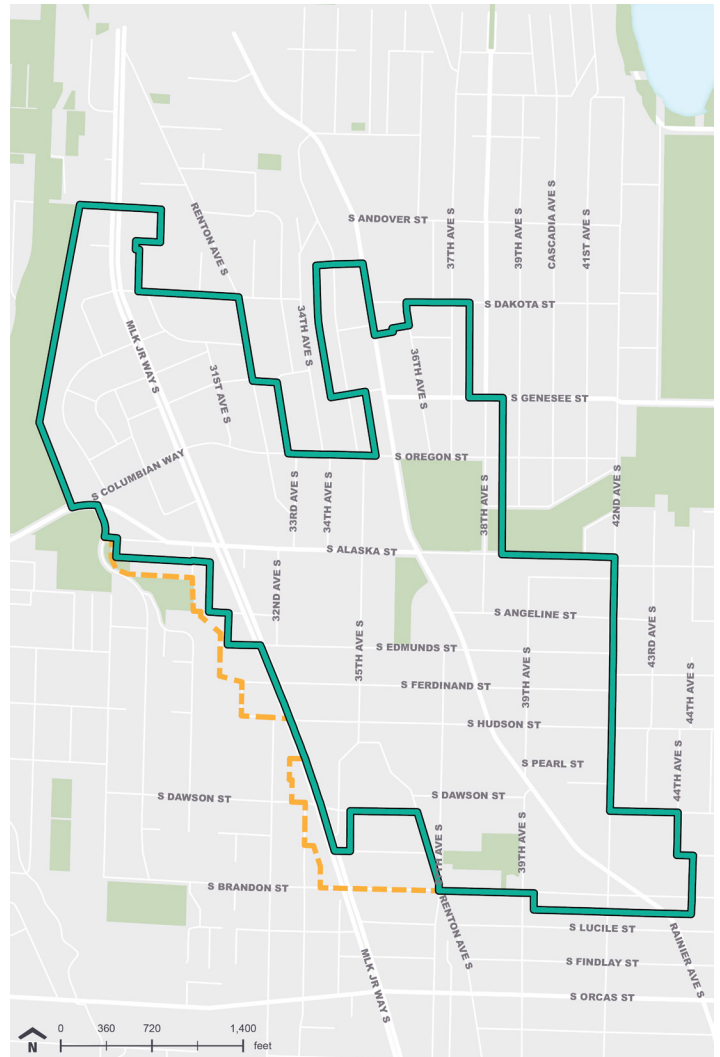 S ANDOVER ST
RENTON AVE S
37TH AVE S
39TH AVE S
CASCADIA AVE S
41ST AVE S
S DAKOTA ST
34TH AVE S
MLK JR WAY S
31ST AVE S
36TH AVE S
S GENESEE ST
S COLUMBIAN WAY
S OREGON ST
33RD AVE S
34TH AVE S
38TH AVE S
42ND AVE S
S ALASKA ST
32ND AVE S
S ANGELINE ST
43RD AVE S
35TH AVE S
S EDMUNDS ST
39TH AVE S
S FERDINAND ST
44TH AVE S
S HUDSON ST
S PEARL ST
44TH AVE S
S DAWSON ST
S DAWSON ST
39TH AVE S
TH AVE S
S BRANDON ST
RENTON AVE S
S LUCILE ST
RAINIER AVE S
MLK JR WAY S
S FINDLAY ST
S ORCAS ST
N
0 360 720 1,400
feet